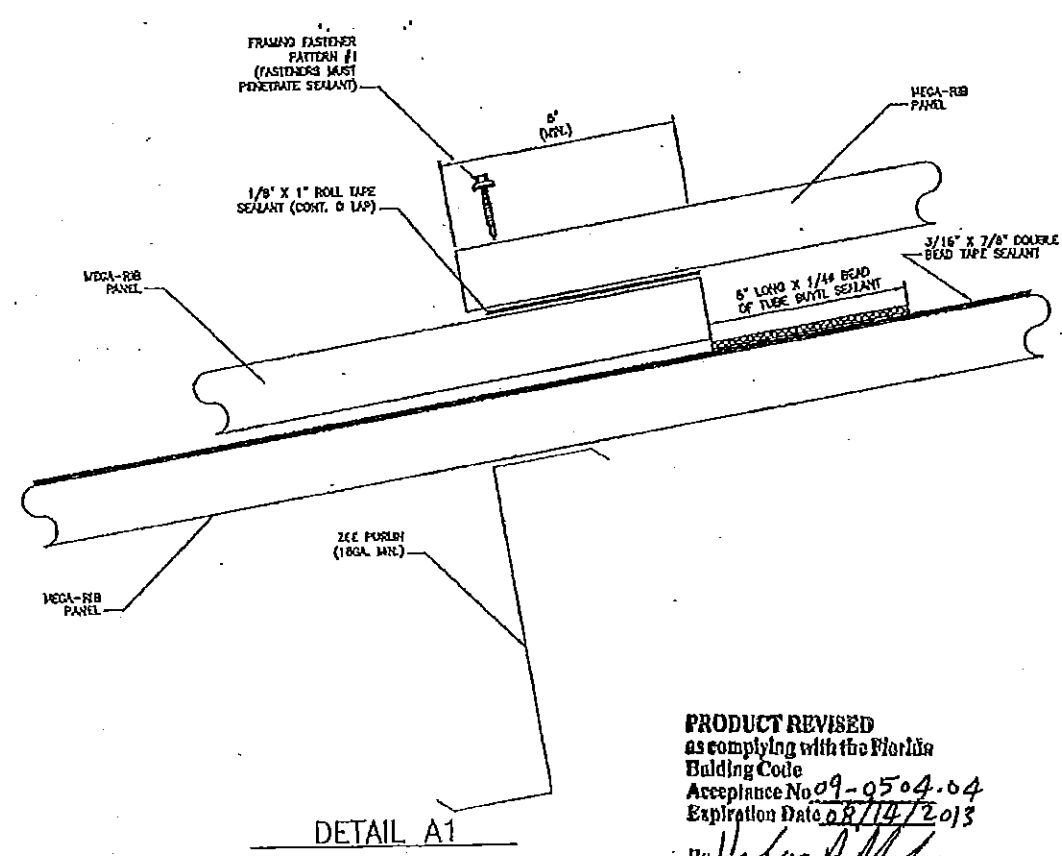 FRAMING FASTENER
PATTERN #1
(FASTENERS MUST
PENETRATE SEALANT)
6"
(MIN.)
MEGA-RIB
PANEL
1/8" X 1" ROLL TAPE
SEALANT (CONT. @ LAP)
3/16" X 7/8" DOUBLE
BEAD TAPE SEALANT
MEGA-RIB
PANEL
6" LONG X 1/4" BEAD
OF TUBE BUTYL SEALANT
ZEE PURLIN
(16GA. MIN.)
MEGA-RIB
PANEL
DETAIL A1
PRODUCT REVISED
as complying with the Florida
Building Code
Acceptance No 09-0504.04
Expiration Date 08/14/2013
By